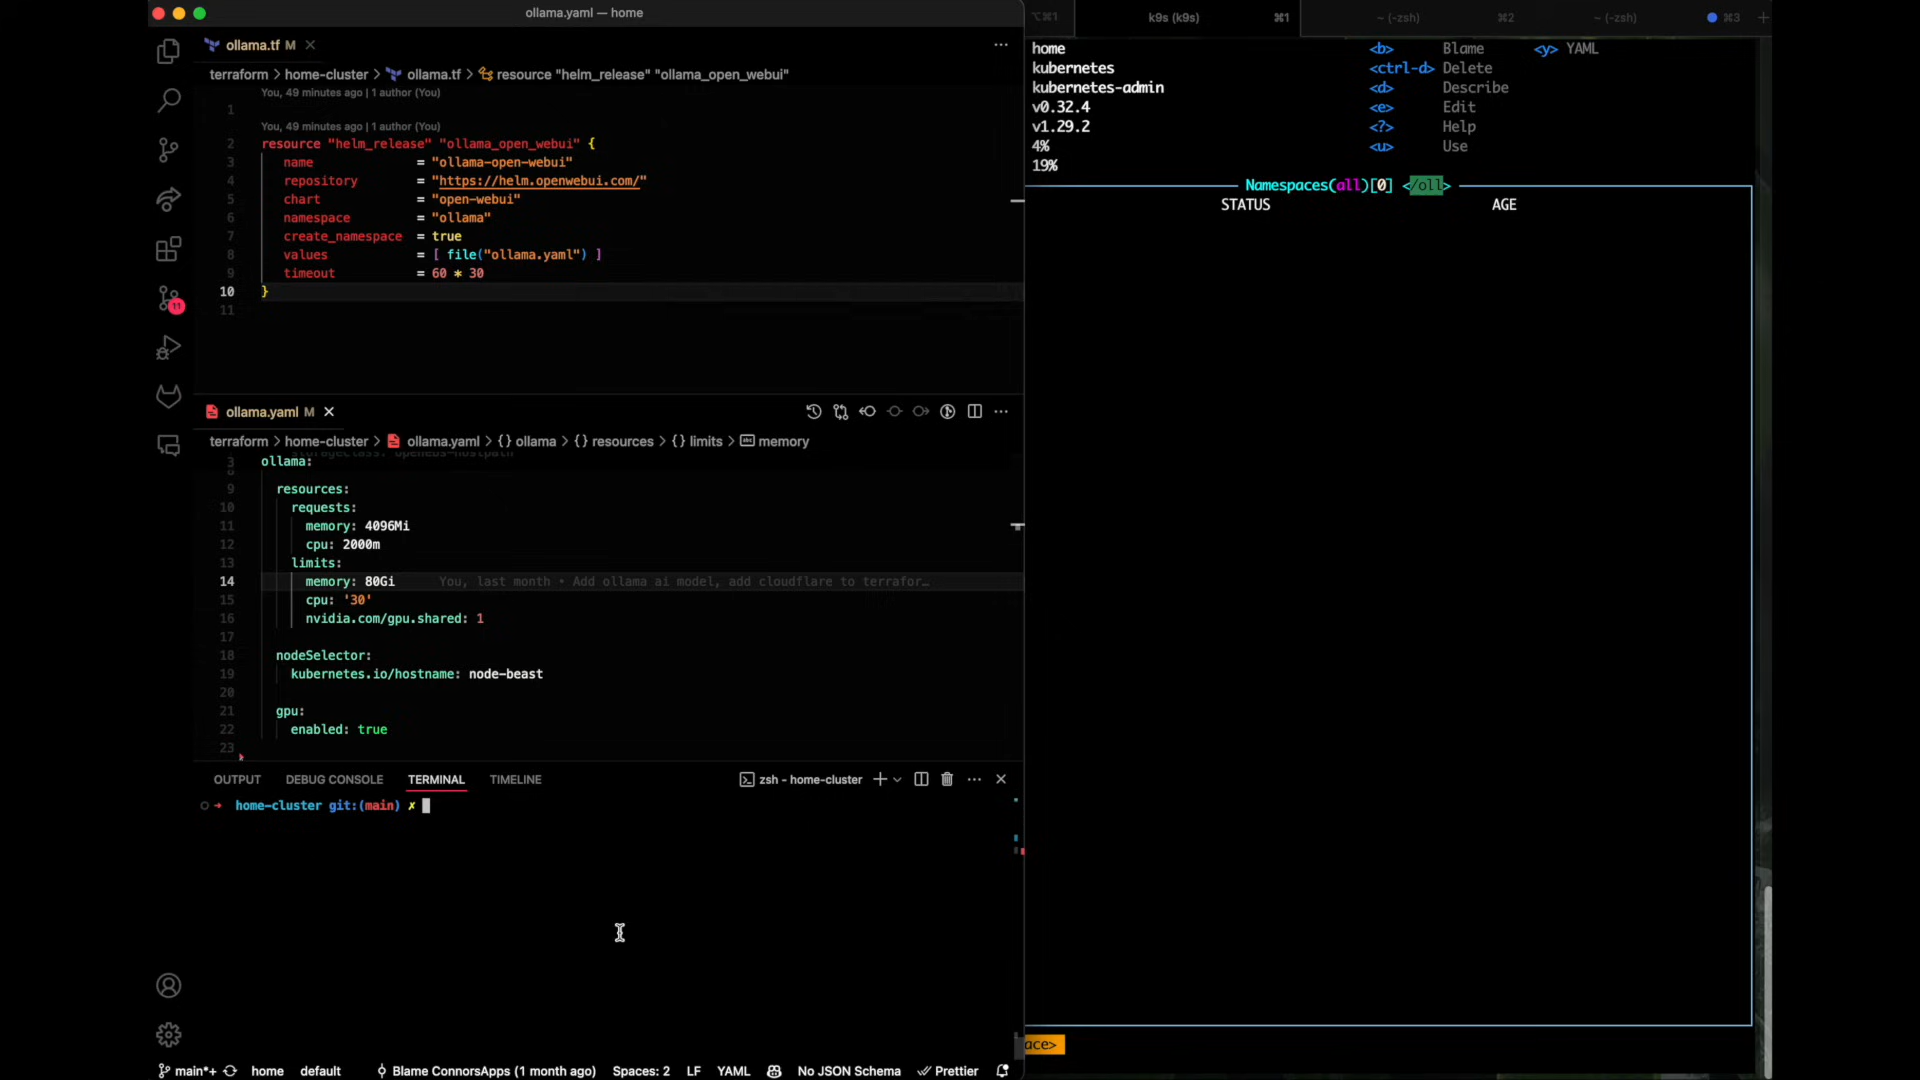 ollama.yaml — home
ollama.tf M
terraform > home-cluster > ollama.tf > resource "helm_release" "ollama_open_webui"
You, 49 minutes ago | 1 author (You)
1
You, 49 minutes ago | 1 author (You)
2 resource "helm_release" "ollama_open_webui" {
3 name = "ollama-open-webui"
4 repository = "https://helm.openwebui.com/"
5 chart = "open-webui"
6 namespace = "ollama"
7 create_namespace = true
8 values = [ file("ollama.yaml") ]
9 timeout = 60 * 30
10 }
11
11
ollama.yaml M
terraform > home-cluster > ollama.yaml > {} ollama > {} resources > {} limits > memory
3 ollama:
9 resources:
10 requests:
11 memory: 4096Mi
12 cpu: 2000m
13 limits:
14 memory: 80Gi You, last month • Add ollama ai model, add cloudflare to terrafor…
15 cpu: '30'
16 nvidia.com/gpu.shared: 1
17
18 nodeSelector:
19 kubernetes.io/hostname: node-beast
20
21 gpu:
22 enabled: true
23
OUTPUT DEBUG CONSOLE TERMINAL TIMELINE zsh - home-cluster
→ home-cluster git:(main) ✗
main*+ home default Blame ConnorsApps (1 month ago) Spaces: 2 LF YAML No JSON Schema Prettier
⌥⌘1 k9s (k9s) ⌘1 ~ (-zsh) ⌘2 ~ (-zsh) ⌘3 +
home <b> Blame <y> YAML
kubernetes <ctrl-d> Delete
kubernetes-admin <d> Describe
v0.32.4 <e> Edit
v1.29.2 <?> Help
4% <u> Use
19%
Namespaces(all)[0] </oll>
STATUS AGE
ace>